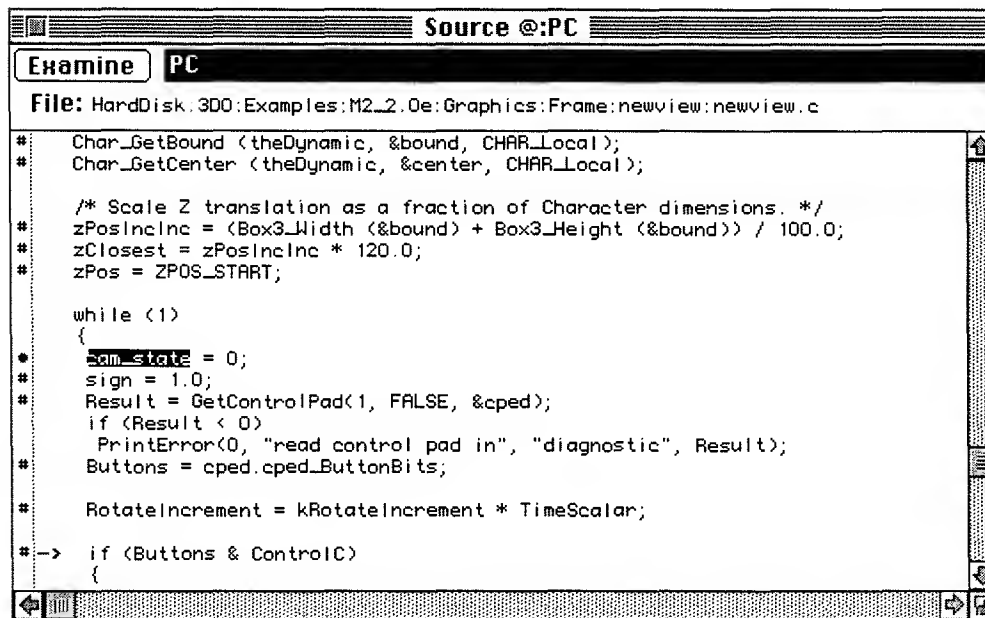 Source @:PC
Examine PC
File: HardDisk.3DO:Examples:M2_2.0e:Graphics:Frame:newview:newview.c
# Char_GetBound (theDynamic, &bound, CHAR_Local);
# Char_GetCenter (theDynamic, &center, CHAR_Local);
/* Scale Z translation as a fraction of Character dimensions. */
# zPosIncInc = (Box3_Width (&bound) + Box3_Height (&bound)) / 100.0;
# zClosest = zPosIncInc * 120.0;
# zPos = ZPOS_START;
while (1)
{
• cam_state = 0;
# sign = 1.0;
# Result = GetControlPad(1, FALSE, &cped);
if (Result < 0)
PrintError(0, "read control pad in", "diagnostic", Result);
# Buttons = cped.cped_ButtonBits;
# RotateIncrement = kRotateIncrement * TimeScalar;
# -> if (Buttons & ControlC)
{